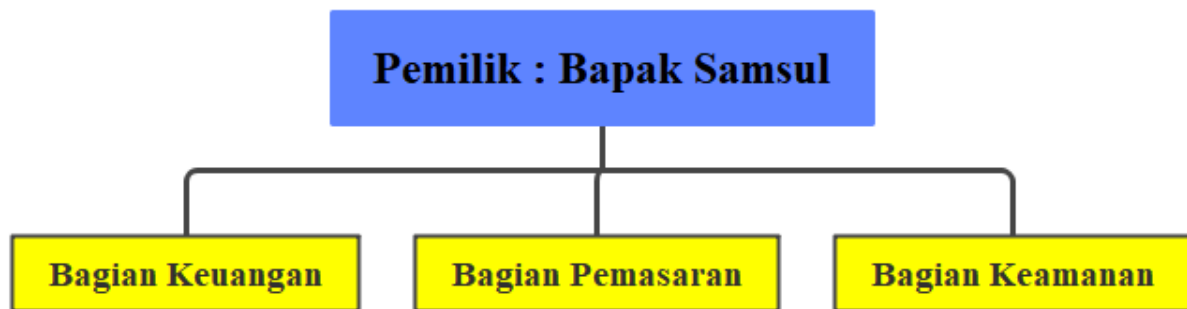 Pemilik : Bapak Samsul
Bagian Keuangan
Bagian Pemasaran
Bagian Keamanan